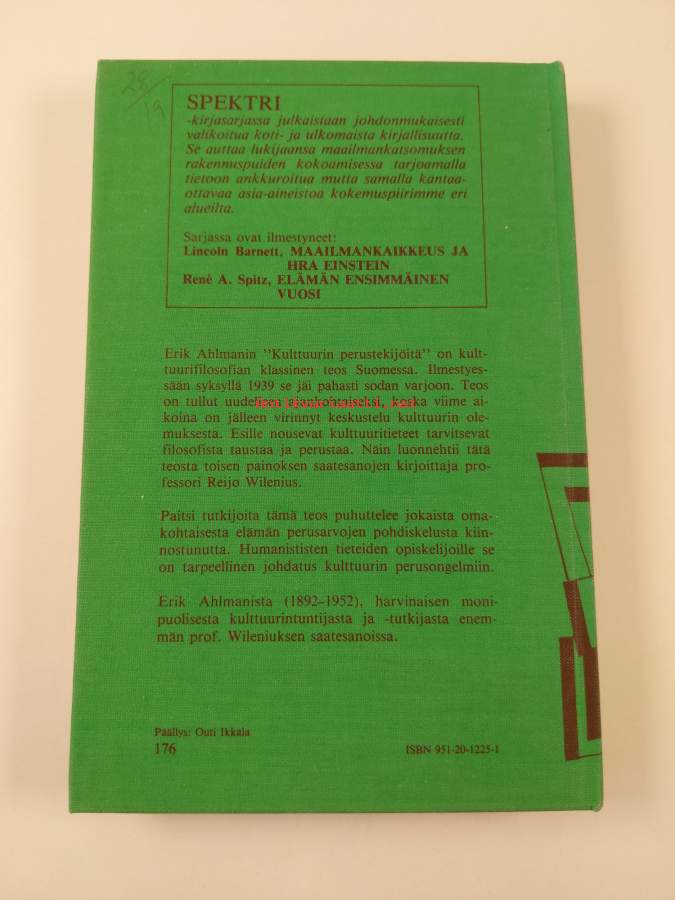 28/19
SPEKTRI
-kirjasarjassa julkaistaan johdonmukaisesti
valikoitua koti- ja ulkomaista kirjallisuutta.
Se auttaa lukijaansa maailmankatsomuksen
rakennuspuiden kokoamisessa tarjoamalla
tietoon ankkuroitua mutta samalla kantaa-
ottavaa asia-aineistoa kokemuspiirimme eri
alueilta.
Sarjassa ovat ilmestyneet:
Lincoln Barnett, MAAILMANKAIKKEUS JA
HRA EINSTEIN
René A. Spitz, ELÄMÄN ENSIMMÄINEN
VUOSI
Erik Ahlmanin "Kulttuurin perustekijöitä" on kult-
tuurifilosofian klassinen teos Suomessa. Ilmestyes-
sään syksyllä 1939 se jäi pahasti sodan varjoon. Teos
on tullut uudelleen ajankohtaiseksi, koska viime ai-
koina on jälleen virinnyt keskustelu kulttuurin ole-
muksesta. Esille nousevat kulttuuritieteet tarvitsevat
filosofista taustaa ja perustaa. Näin luonnehtii tätä
teosta toisen painoksen saatesanojen kirjoittaja pro-
fessori Reijo Wilenius.
Paitsi tutkijoita tämä teos puhuttelee jokaista oma-
kohtaisesta elämän perusarvojen pohdiskelusta kiin-
nostunutta. Humanististen tieteiden opiskelijoille se
on tarpeellinen johdatus kulttuurin perusongelmiin.
Erik Ahlmanista (1892–1952), harvinaisen moni-
puolisesta kulttuurintuntijasta ja -tutkijasta enem-
män prof. Wileniuksen saatesanoissa.
Päällys: Outi Ikkala
176
ISBN 951-20-1225-1